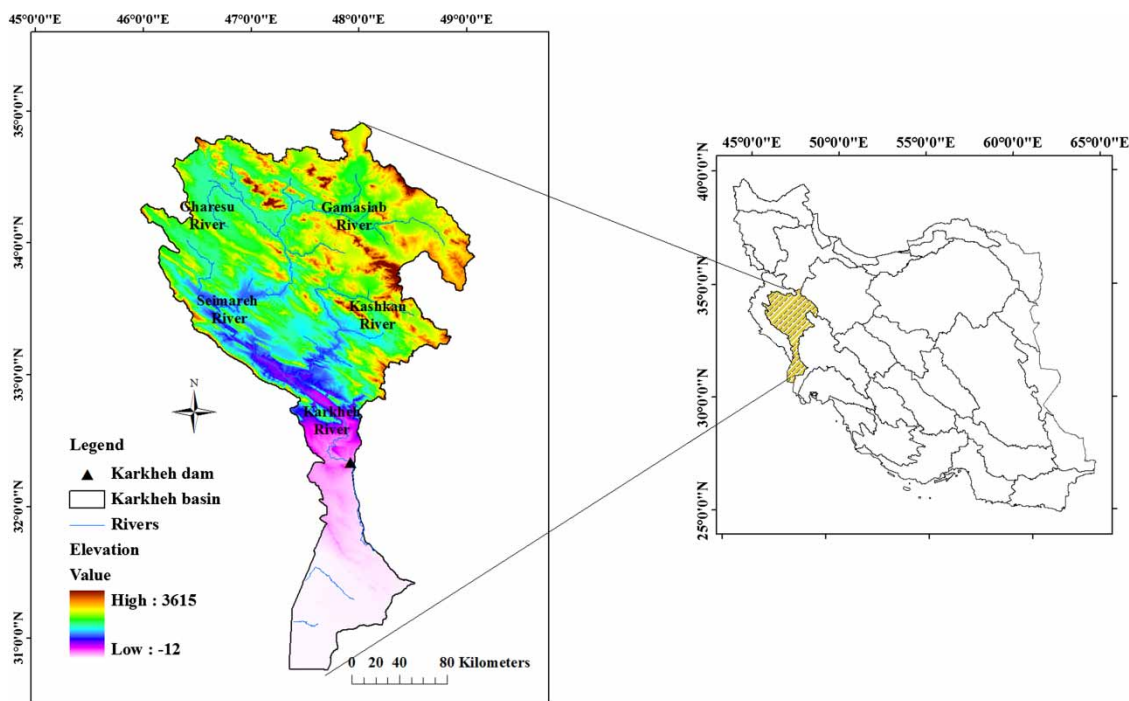 45°0'0"E 46°0'0"E 47°0'0"E 48°0'0"E 49°0'0"E
35°0'0"N
34°0'0"N
33°0'0"N
32°0'0"N
31°0'0"N
Gharesu
River
Gamasiab
River
Seimareh
River
Kashkan
River
Karkheh
River
N
Legend
Karkheh dam
Karkheh basin
Rivers
Elevation
Value
High : 3615
Low : -12
0 20 40 80 Kilometers
45°0'0"E 50°0'0"E 55°0'0"E 60°0'0"E 65°0'0"E
40°0'0"N
35°0'0"N
30°0'0"N
25°0'0"N